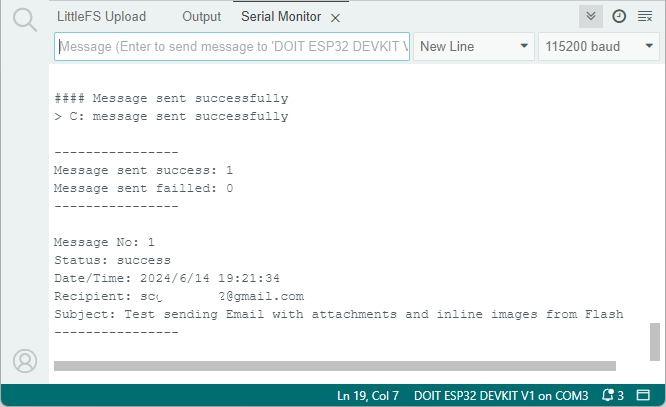 LittleFS Upload Output Serial Monitor
Message (Enter to send message to 'DOIT ESP32 DEVKIT V New Line 115200 baud
#### Message sent successfully
> C: message sent successfully
----------------
Message sent success: 1
Message sent failled: 0
----------------
Message No: 1
Status: success
Date/Time: 2024/6/14 19:21:34
Recipient: @gmail.com
Subject: Test sending Email with attachments and inline images from Flash
----------------
Ln 19, Col 7 DOIT ESP32 DEVKIT V1 on COM3 3